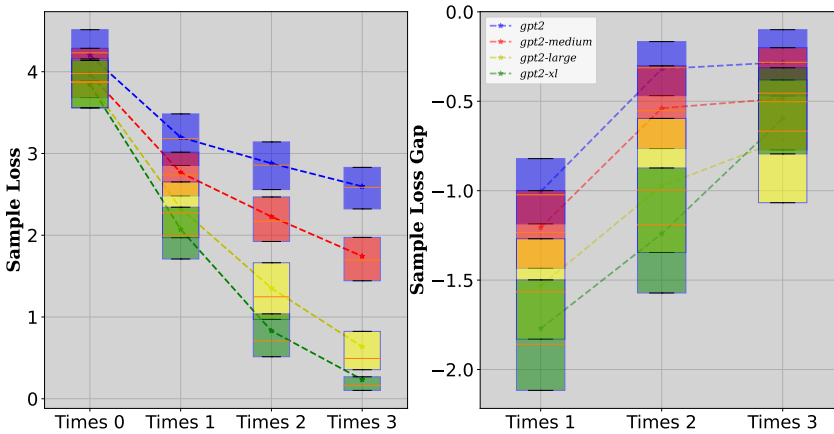 Sample Loss
4
3
2
1
0
Times 0
Times 1
Times 2
Times 3
Sample Loss Gap
0.0
−0.5
−1.0
−1.5
−2.0
gpt2
gpt2-medium
gpt2-large
gpt2-xl
Times 1
Times 2
Times 3